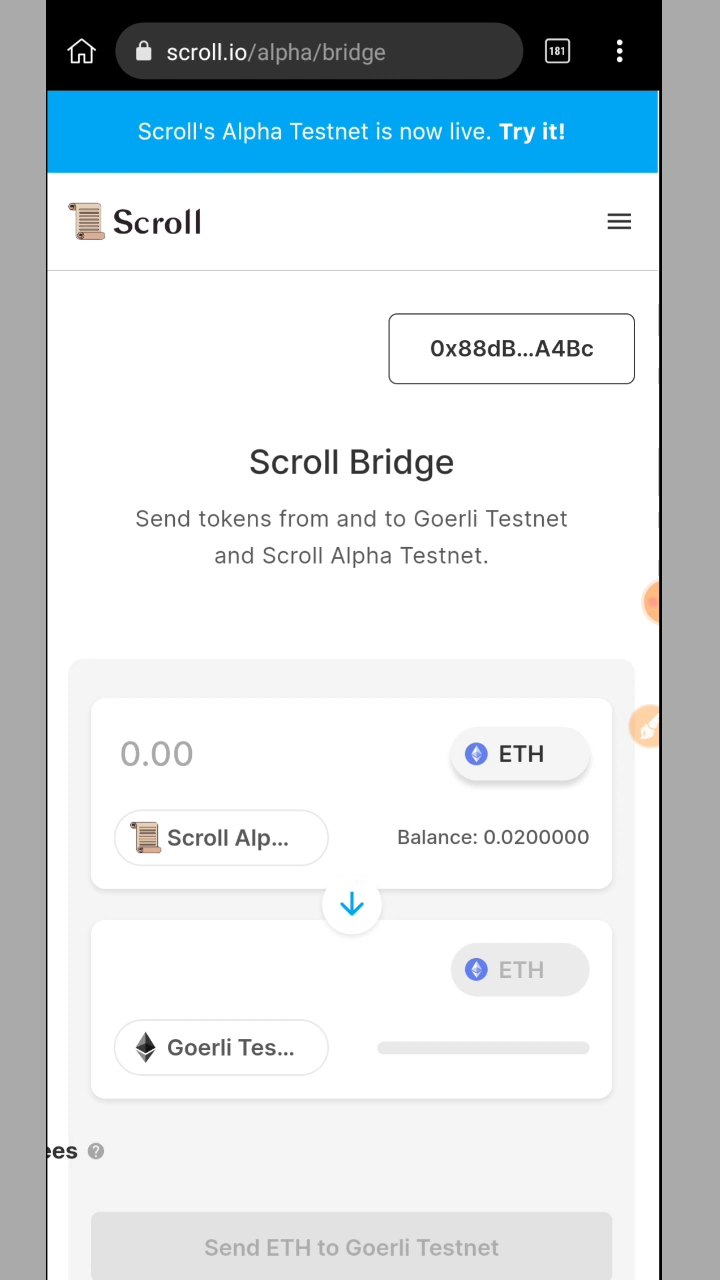 scroll.io/alpha/bridge
181
Scroll's Alpha Testnet is now live. Try it!
Scroll
0x88dB...A4Bc
Scroll Bridge
Send tokens from and to Goerli Testnet
and Scroll Alpha Testnet.
0.00
ETH
Scroll Alp...
Balance: 0.0200000
ETH
Goerli Tes...
ees ?
Send ETH to Goerli Testnet